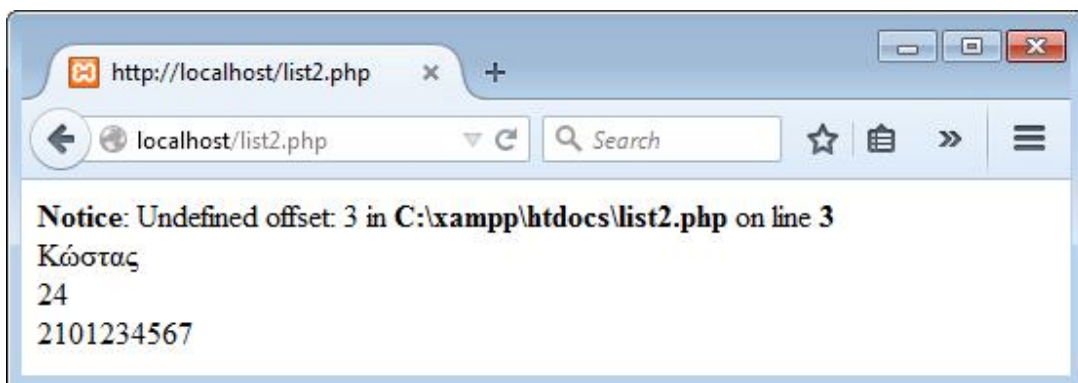 http://localhost/list2.php
localhost/list2.php
Search
Notice: Undefined offset: 3 in C:\xampp\htdocs\list2.php on line 3
Κώστας
24
2101234567